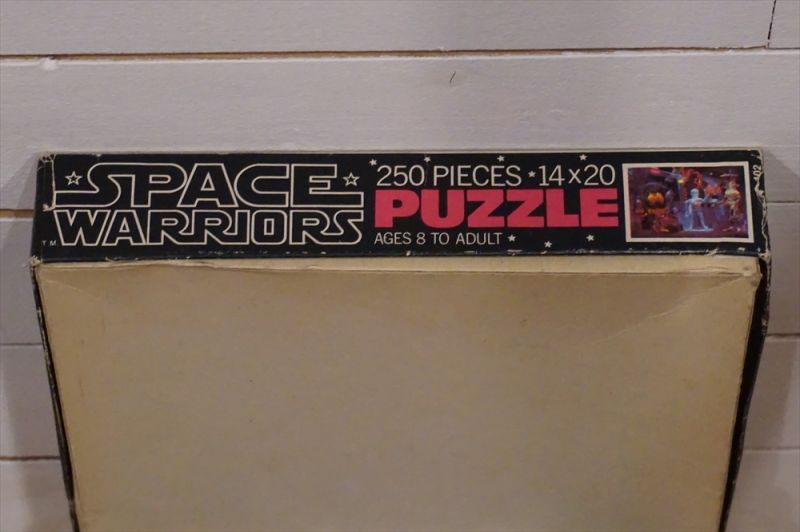 SPACE
WARRIORS
TM
250 PIECES 14x20
PUZZLE
AGES 8 TO ADULT